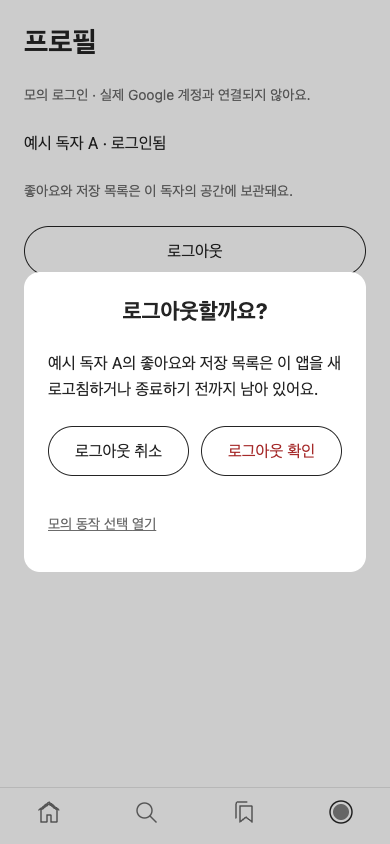 프로필
모의 로그인 · 실제 Google 계정과 연결되지 않아요.
예시 독자 A · 로그인됨
좋아요와 저장 목록은 이 독자의 공간에 보관돼요.
로그아웃
로그아웃할까요?
예시 독자 A의 좋아요와 저장 목록은 이 앱을 새
로고침하거나 종료하기 전까지 남아 있어요.
로그아웃 취소
로그아웃 확인
모의 동작 선택 열기